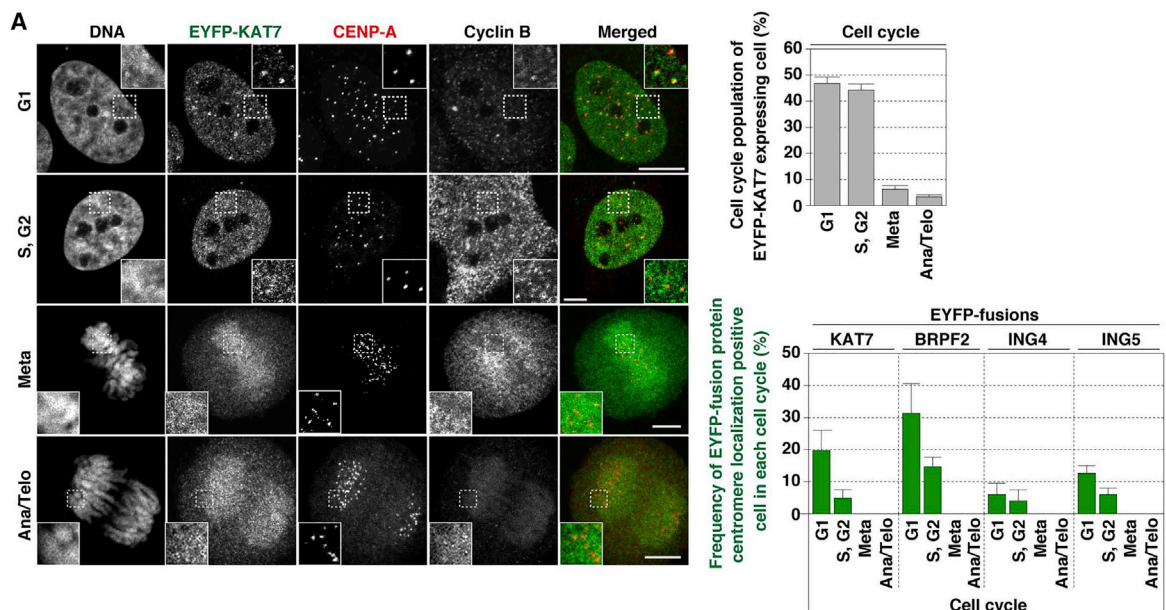 A
DNA EYFP-KAT7 CENP-A Cyclin B Merged
G1
S, G2
Meta
Ana/Telo
Cell cycle
Cell cycle population of
EYFP-KAT7 expressing cell (%)
60
50
40
30
20
10
0
G1 S, G2 Meta Ana/Telo
EYFP-fusions
KAT7 BRPF2 ING4 ING5
Frequency of EYFP-fusion protein
centromere localization positive
cell in each cell cycle (%)
50
40
30
20
10
0
G1 S, G2 Meta Ana/Telo G1 S, G2 Meta Ana/Telo G1 S, G2 Meta Ana/Telo G1 S, G2 Meta Ana/Telo
Cell cycle